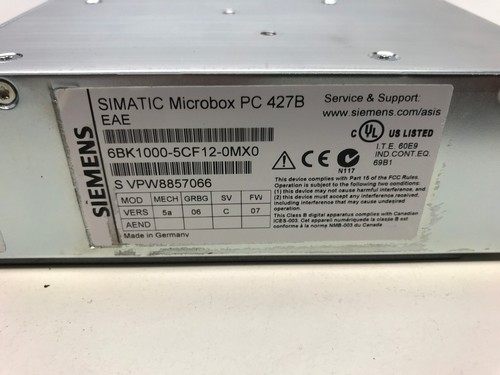 SIEMENS
SIMATIC Microbox PC 427B
EAE
6BK1000-5CF12-0MX0
S VPW8857066
MOD MECH GRBG SV FW
VERS 5a 06 C 07
AEND
Made in Germany
Service & Support:
www.siemens.com/asis
C UL US LISTED
I.T.E. 60E9
IND CONT.EQ.
69B1
N117
CE
This device complies with Part 15 of the FCC Rules.
Operation is subject to the following two conditions:
(1) this device may not cause harmful interference, and
(2) this device must accept any interference received,
including interference that may cause undesired
operation.
This Class B digital apparatus complies with Canadian
ICES-003. Cet appareil numérique de la classe B est
conforme à la norme NMB-003 du Canada.